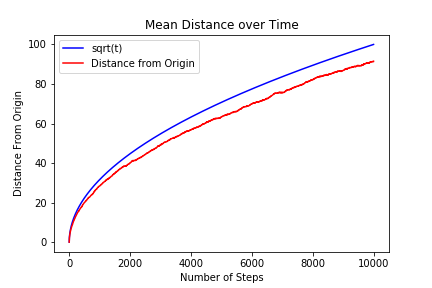 Mean Distance over Time
sqrt(t)
Distance from Origin
Distance From Origin
100
80
60
40
20
0
0 2000 4000 6000 8000 10000
Number of Steps